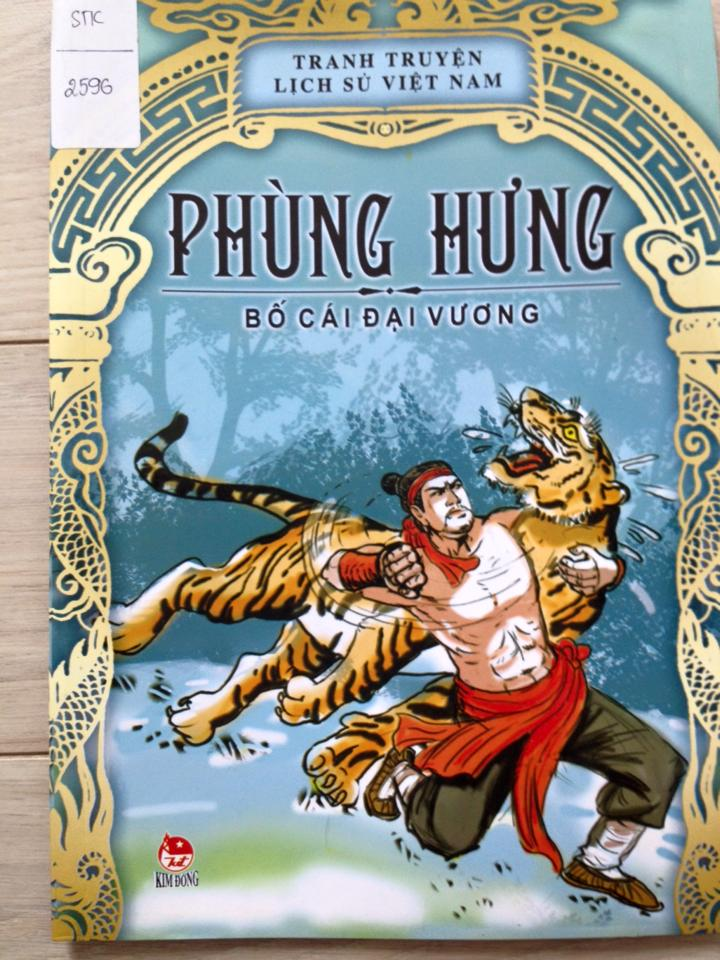 STK
2596
TRANH TRUYỆN
LỊCH SỬ VIỆT NAM
PHÙNG HƯNG
BỐ CÁI ĐẠI VƯƠNG
KIM ĐỒNG